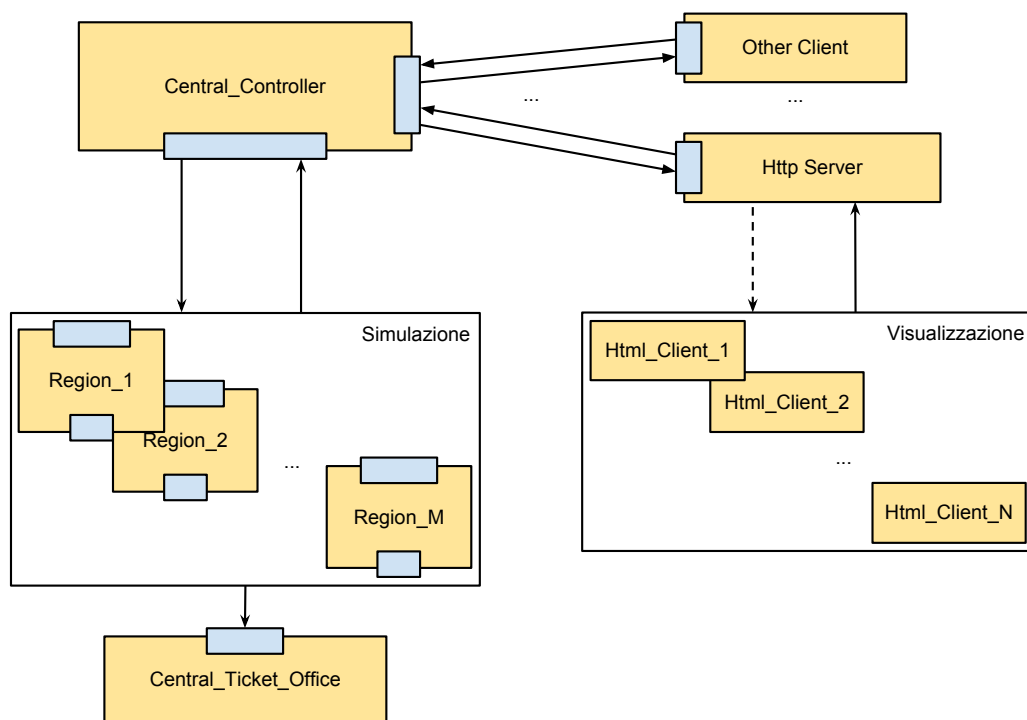 Central_Controller
Other Client
...
...
Http Server
Simulazione
Visualizzazione
Region_1
Html_Client_1
Region_2
Html_Client_2
...
...
Region_M
Html_Client_N
Central_Ticket_Office